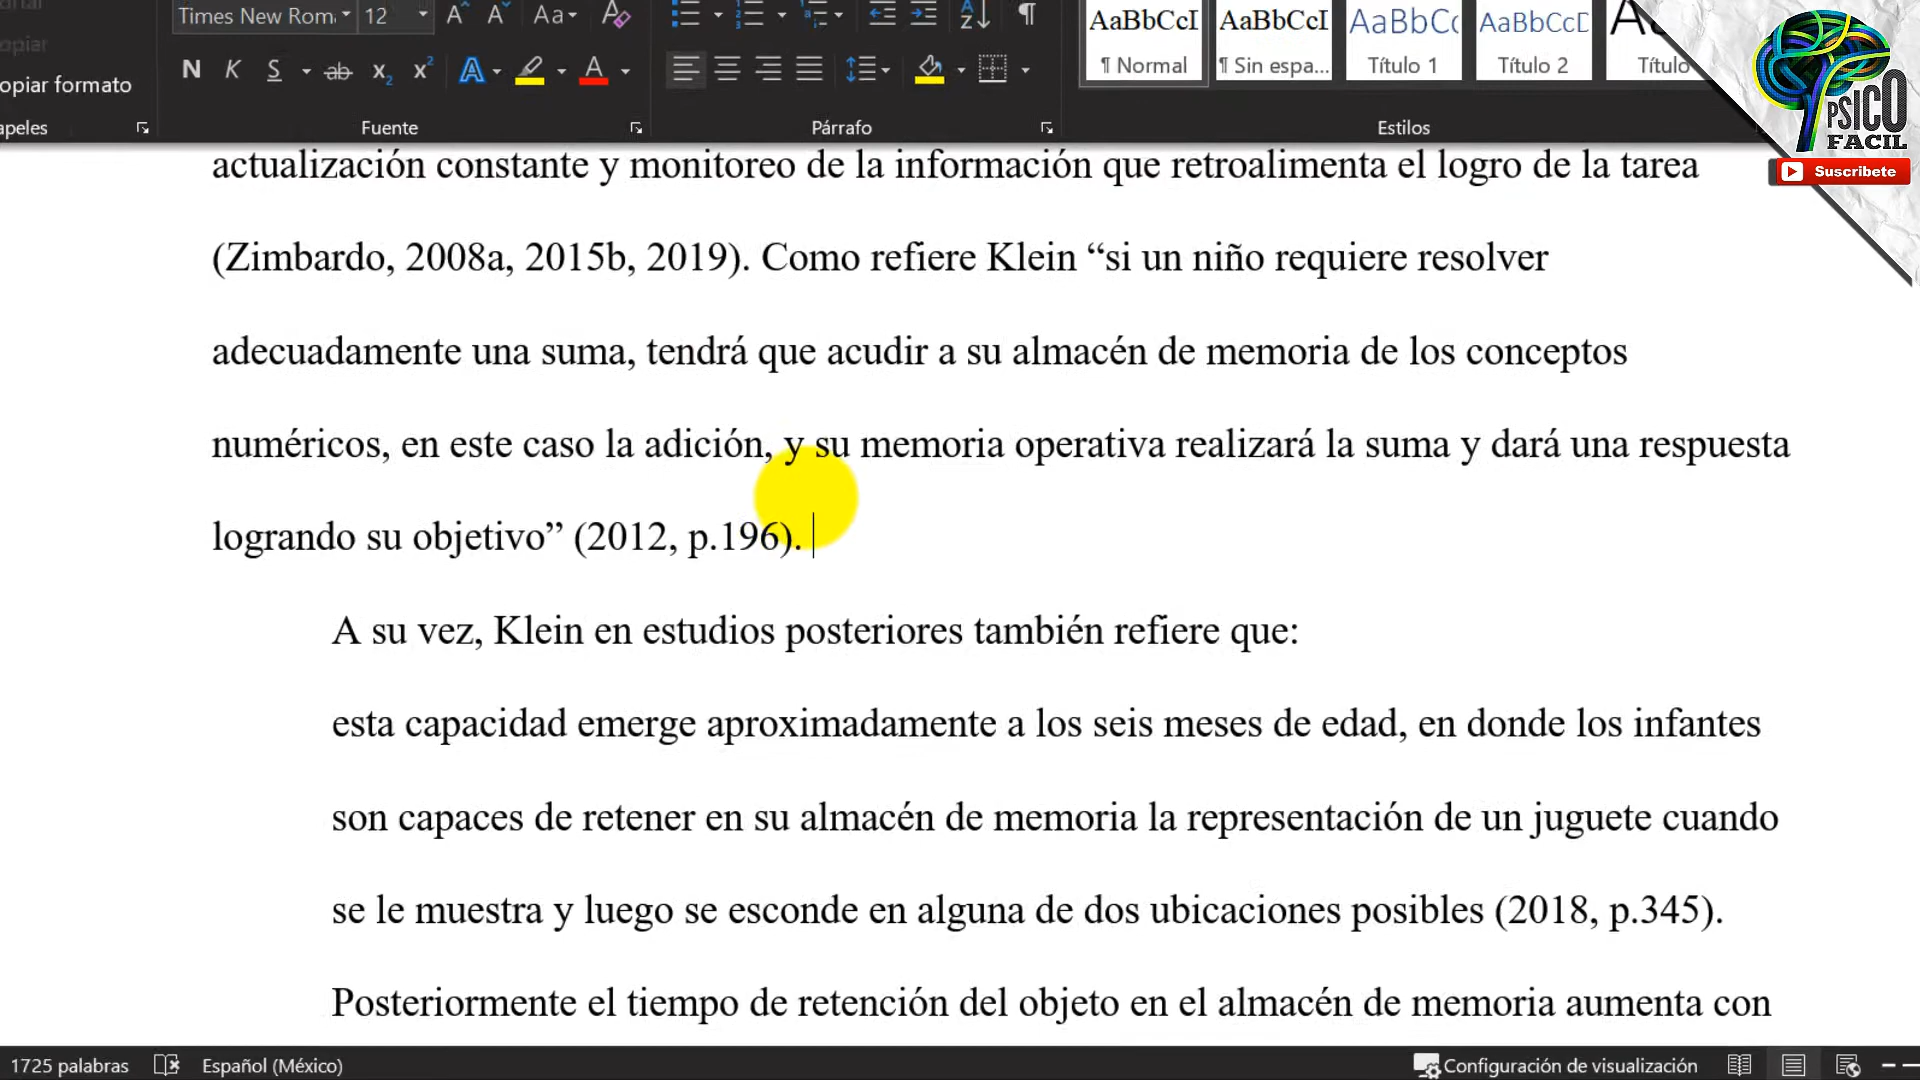 Times New Rom
12
Aa
AaBbCcI
AaBbCcI
AaBbCc
AaBbCcD
opiar
N K S ab x2 x2 A A
¶ Normal
¶ Sin espa...
Título 1
Título 2
Título
opiar formato
apeles
Fuente
Párrafo
Estilos
PSICO
FACIL
Suscribete
actualización constante y monitoreo de la información que retroalimenta el logro de la tarea
(Zimbardo, 2008a, 2015b, 2019). Como refiere Klein “si un niño requiere resolver
adecuadamente una suma, tendrá que acudir a su almacén de memoria de los conceptos
numéricos, en este caso la adición, y su memoria operativa realizará la suma y dará una respuesta
logrando su objetivo” (2012, p.196).
A su vez, Klein en estudios posteriores también refiere que:
esta capacidad emerge aproximadamente a los seis meses de edad, en donde los infantes
son capaces de retener en su almacén de memoria la representación de un juguete cuando
se le muestra y luego se esconde en alguna de dos ubicaciones posibles (2018, p.345).
Posteriormente el tiempo de retención del objeto en el almacén de memoria aumenta con
1725 palabras
Español (México)
Configuración de visualización